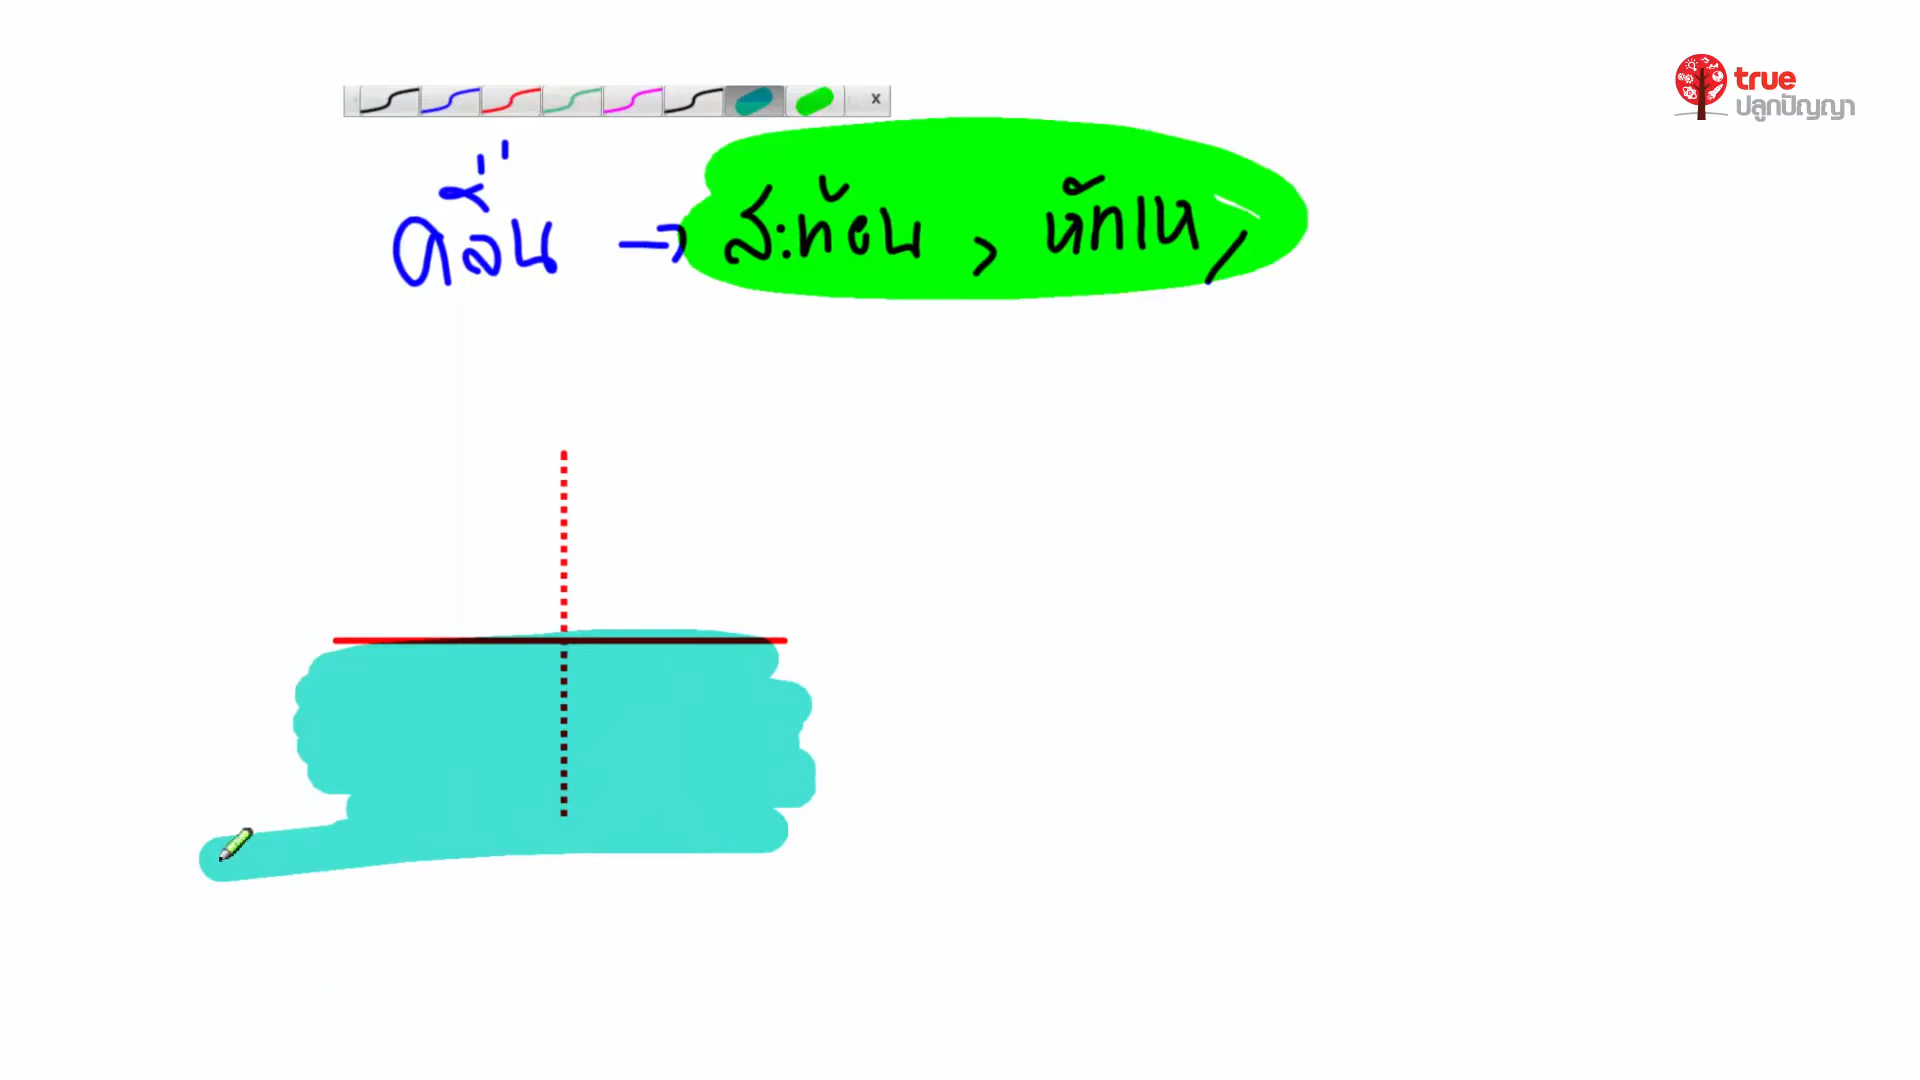 true
ปลูกปัญญา
x
คลื่น → สะท้อน , หักเห ,